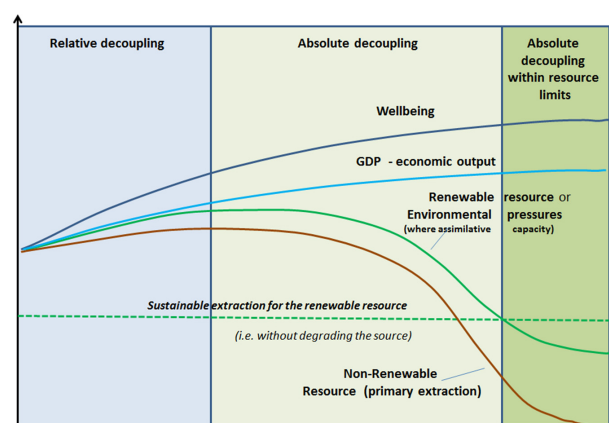 Relative decoupling
Absolute decoupling
Absolute
decoupling
within resource
limits
Wellbeing
GDP - economic output
Renewable resource or
Environmental pressures
(where assimilative capacity)
Sustainable extraction for the renewable resource
(i.e. without degrading the source)
Non-Renewable
Resource (primary extraction)